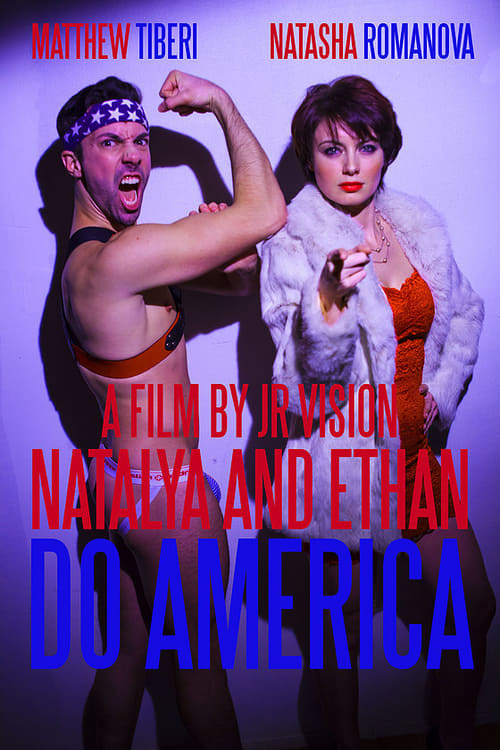 MATTHEW TIBERI NATASHA ROMANOVA
A FILM BY JR VISION
NATALYA AND ETHAN
DO AMERICA